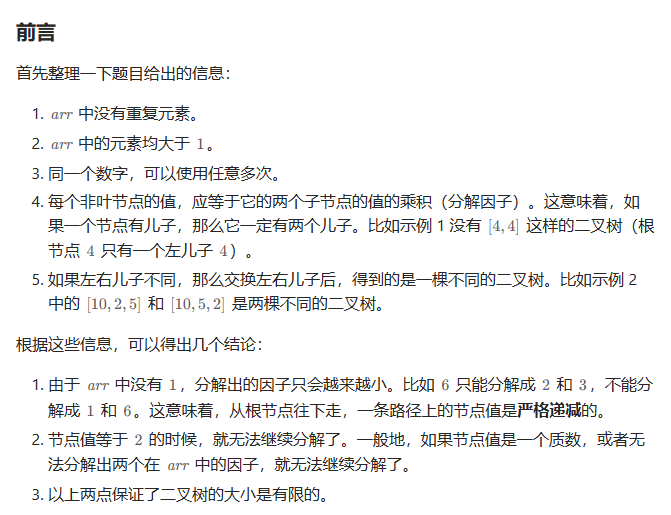 前言
首先整理一下题目给出的信息：
1. arr 中没有重复元素。
2. arr 中的元素均大于 1。
3. 同一个数字，可以使用任意多次。
4. 每个非叶节点的值，应等于它的两个子节点的值的乘积（分解因子）。这意味着，如
果一个节点有儿子，那么它一定有两个儿子。比如示例 1 没有 [4, 4] 这样的二叉树（根
节点 4 只有一个左儿子 4）。
5. 如果左右儿子不同，那么交换左右儿子后，得到的是一棵不同的二叉树。比如示例 2
中的 [10, 2, 5] 和 [10, 5, 2] 是两棵不同的二叉树。
根据这些信息，可以得出几个结论：
1. 由于 arr 中没有 1，分解出的因子只会越来越小。比如 6 只能分解成 2 和 3，不能分
解成 1 和 6。这意味着，从根节点往下走，一条路径上的节点值是严格递减的。
2. 节点值等于 2 的时候，就无法继续分解了。一般地，如果节点值是一个质数，或者无
法分解出两个在 arr 中的因子，就无法继续分解了。
3. 以上两点保证了二叉树的大小是有限的。